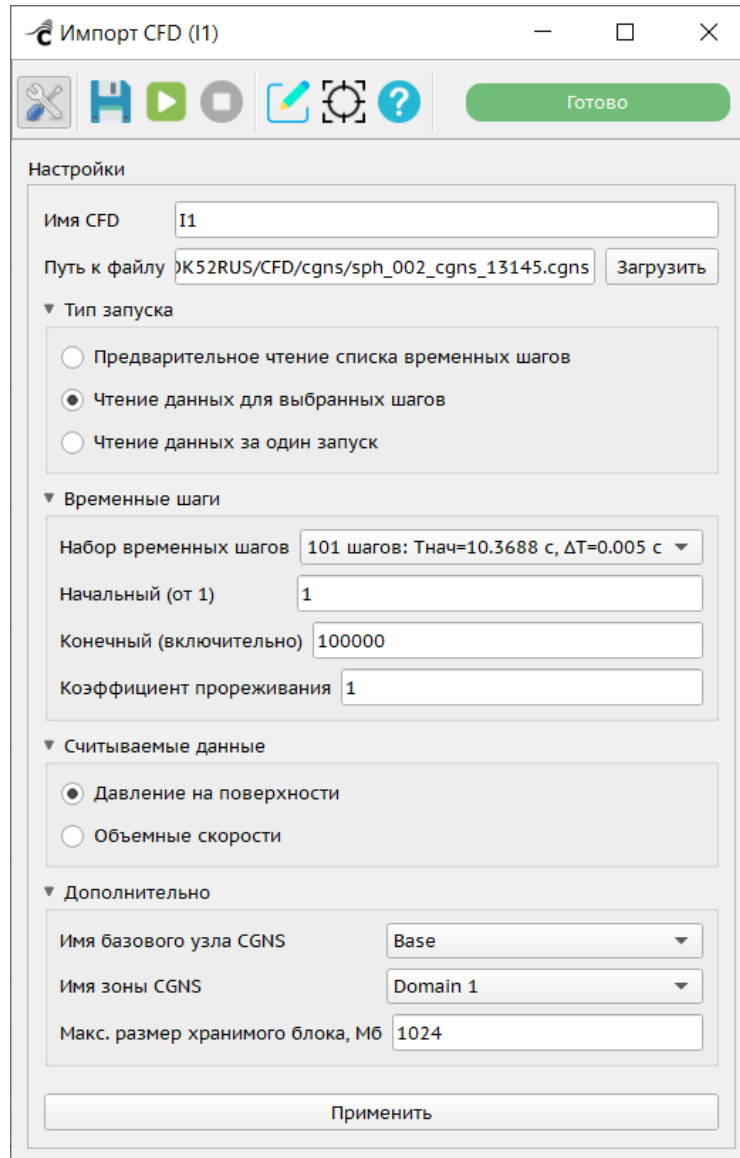 Импорт CFD (I1)
Готово
Настройки
Имя CFD I1
Путь к файлу ЭK52RUS/CFD/cgns/sph_002_cgns_13145.cgns Загрузить
Тип запуска
Предварительное чтение списка временных шагов
Чтение данных для выбранных шагов
Чтение данных за один запуск
Временные шаги
Набор временных шагов 101 шагов: Tнач=10.3688 с, ΔT=0.005 с
Начальный (от 1) 1
Конечный (включительно) 100000
Коэффициент прореживания 1
Считываемые данные
Давление на поверхности
Объемные скорости
Дополнительно
Имя базового узла CGNS Base
Имя зоны CGNS Domain 1
Макс. размер хранимого блока, Мб 1024
Применить